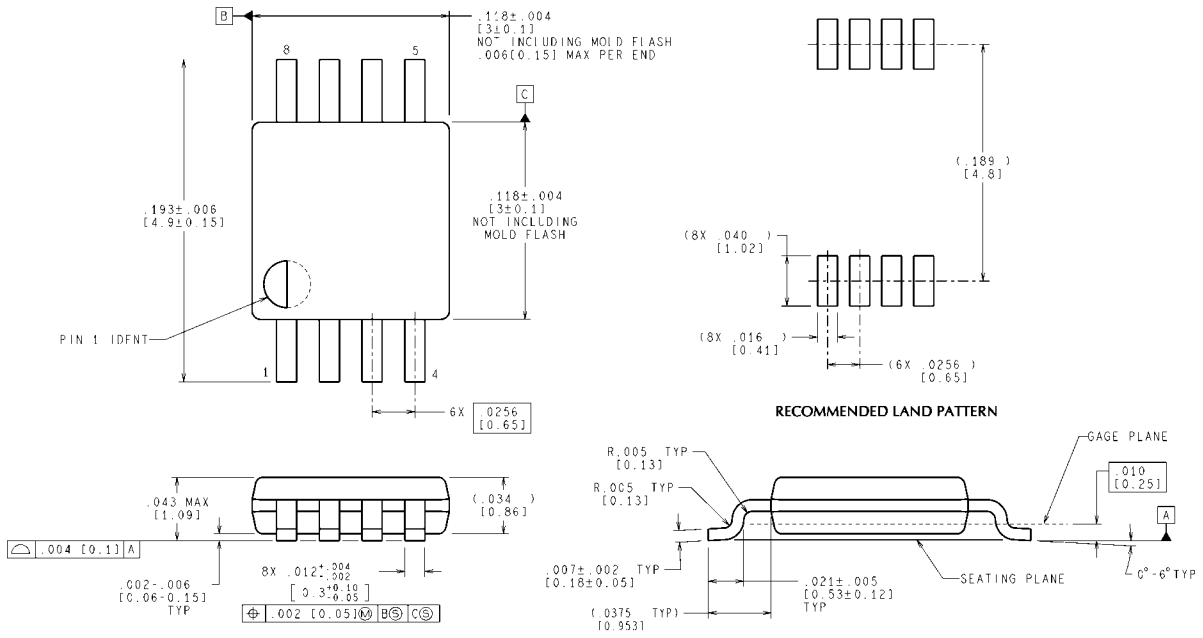 B
.118±.004
[3±0.1]
NOT INCLUDING MOLD FLASH
.006[0.15] MAX PER END
8
5
C
.193±.006
[4.9±0.15]
.118±.004
[3±0.1]
NOT INCLUDING
MOLD FLASH
PIN 1 IDENT
1
4
6X .0256
[0.65]
(.189 )
[4.8]
(8X .040 )
[1.02]
(8X .016 )
[0.41]
(6X .0256 )
[0.65]
RECOMMENDED LAND PATTERN
.043 MAX
[1.09]
(.034 )
[0.86]
⌓ .004 [0.1] A
.002-.006
[0.06-0.15]
TYP
8X .012 +.004 -.002
[ 0.3 +0.10 -0.05 ]
⌖ .002 [0.05]Ⓜ BⓈ CⓈ
R.005 TYP
[0.13]
R.005 TYP
[0.13]
GAGE PLANE
.010
[0.25]
A
0°-6° TYP
.007±.002 TYP
[0.18±0.05]
.021±.005
[0.53±0.12]
TYP
SEATING PLANE
(.0375 TYP)
[0.953]